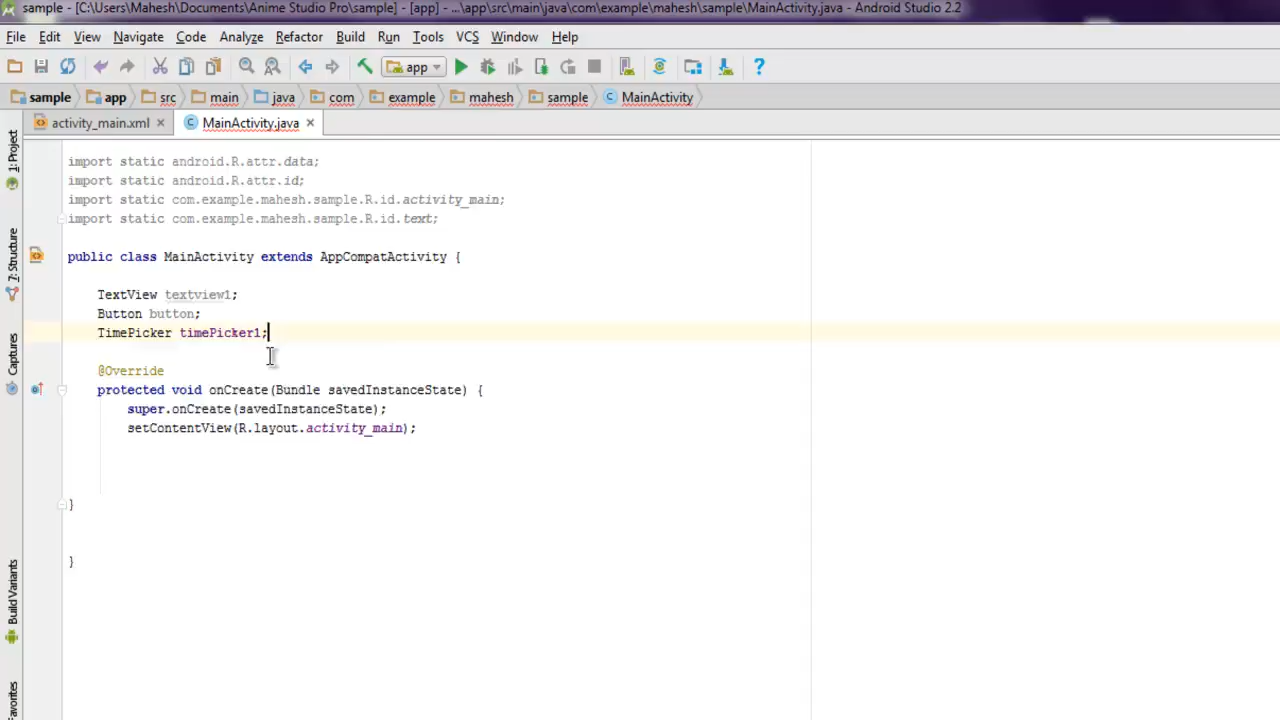 sample - [C:\Users\Mahesh\Documents\Anime Studio Pro\sample] - [app] - ...\app\src\main\java\com\example\mahesh\sample\MainActivity.java - Android Studio 2.2
File Edit View Navigate Code Analyze Refactor Build Run Tools VCS Window Help
app
sample app src main java com example mahesh sample MainActivity
activity_main.xml MainActivity.java
1: Project
7: Structure
Captures
Build Variants
Favorites
import static android.R.attr.data;
import static android.R.attr.id;
import static com.example.mahesh.sample.R.id.activity_main;
import static com.example.mahesh.sample.R.id.text;
public class MainActivity extends AppCompatActivity {
TextView textview1;
Button button;
TimePicker timePicker1;
@Override
protected void onCreate(Bundle savedInstanceState) {
super.onCreate(savedInstanceState);
setContentView(R.layout.activity_main);
}
}